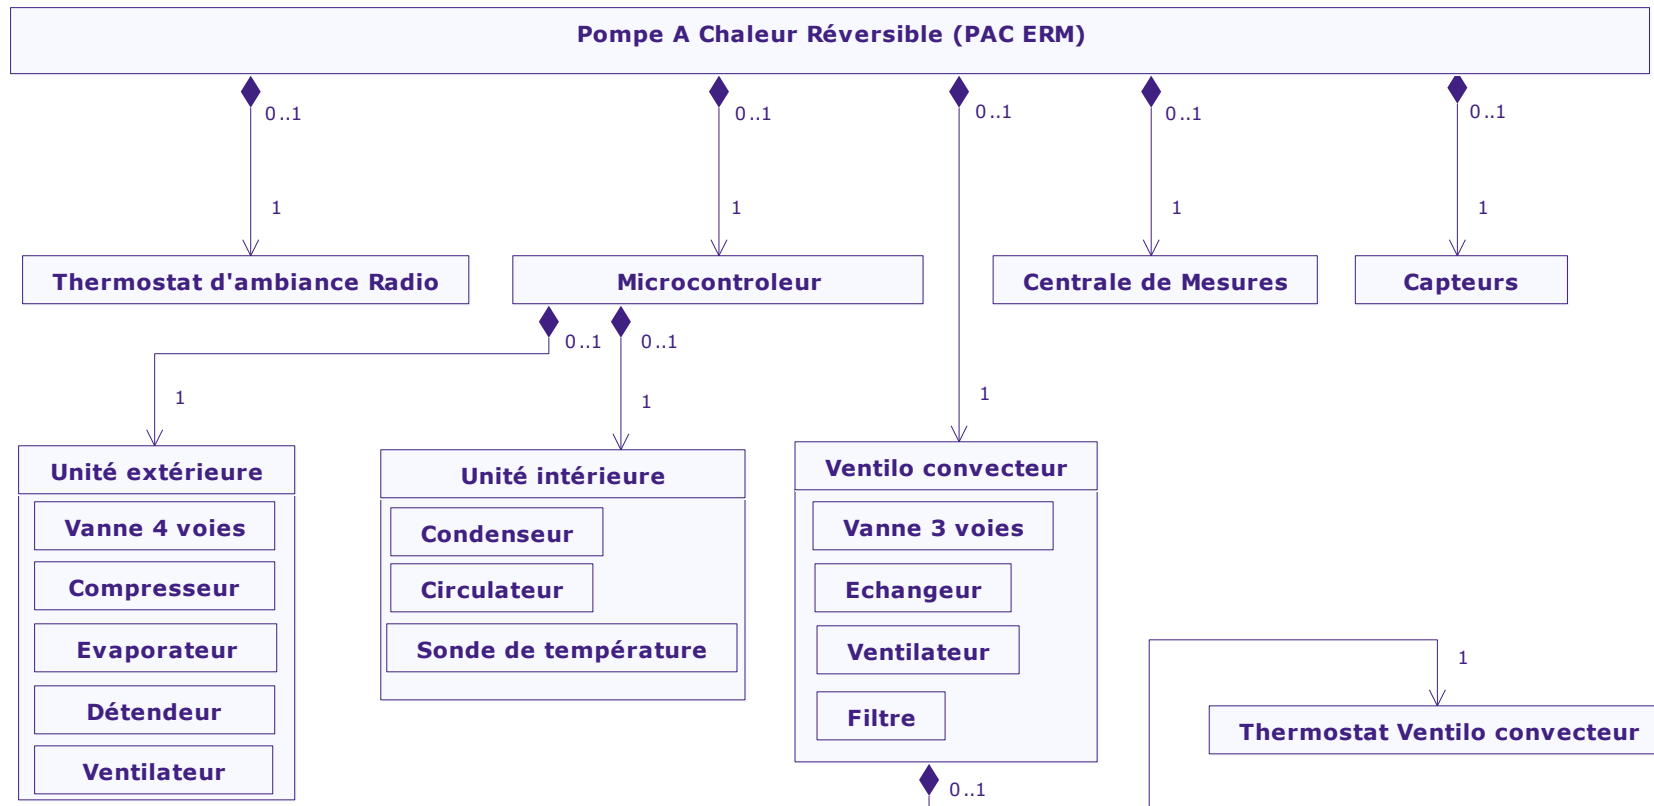 Pompe A Chaleur Réversible (PAC ERM)
0..1
0..1
0..1
0..1
0..1
1
1
1
1
Thermostat d'ambiance Radio
Microcontroleur
Centrale de Mesures
Capteurs
0..1
0..1
1
1
1
Unité extérieure
Vanne 4 voies
Compresseur
Evaporateur
Détendeur
Ventilateur
Unité intérieure
Condenseur
Circulateur
Sonde de température
Ventilo convecteur
Vanne 3 voies
Echangeur
Ventilateur
Filtre
0..1
1
Thermostat Ventilo convecteur